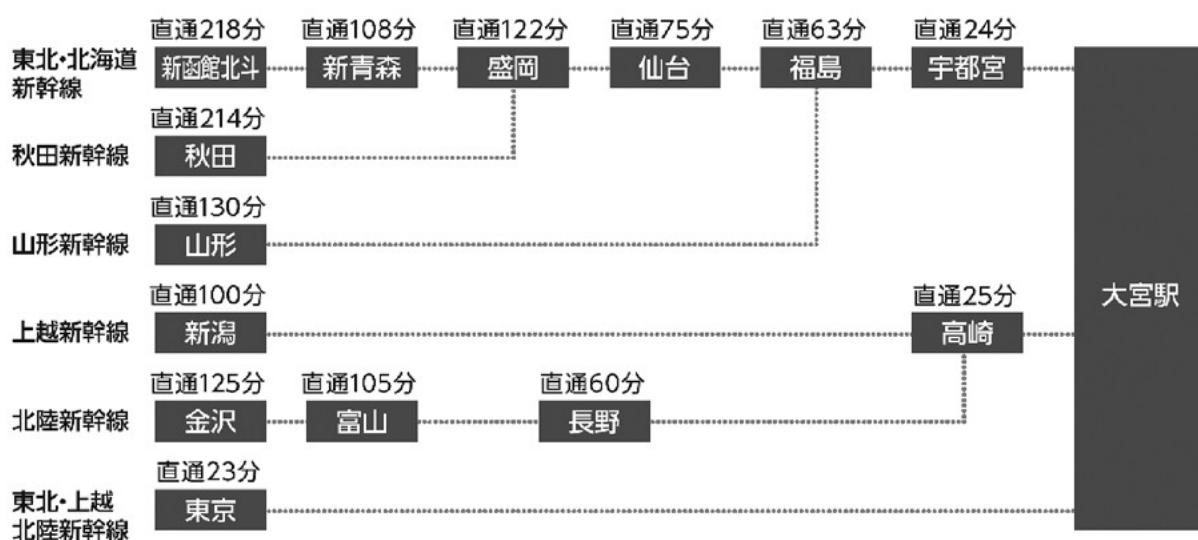 直通218分 直通108分 直通122分 直通75分 直通63分 直通24分
東北・北海道
新幹線
新函館北斗 新青森 盛岡 仙台 福島 宇都宮
直通214分
秋田新幹線 秋田
直通130分
山形新幹線 山形
大宮駅
直通100分 直通25分
上越新幹線 新潟 高崎
直通125分 直通105分 直通60分
北陸新幹線 金沢 富山 長野
直通23分
東北・上越
北陸新幹線
東京